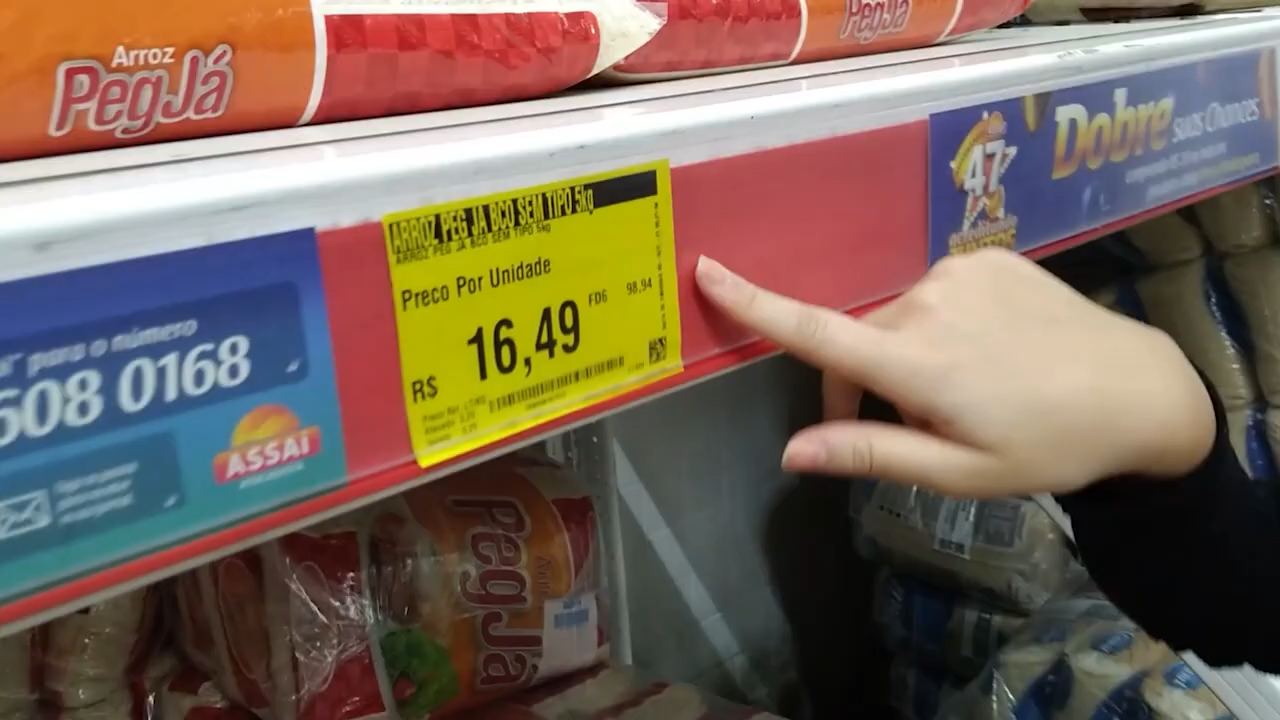 Arroz
PegJá
PegJá
47
Dobre suas Chances
ARROZ PEG JA BCO SEM TIPO 5kg
ARROZ PEG JA BCO SEM TIPO 5kg
Preco Por Unidade
16,49
FD6 98,94
R$
para o número
608 0168
ASSAÍ
PegJá